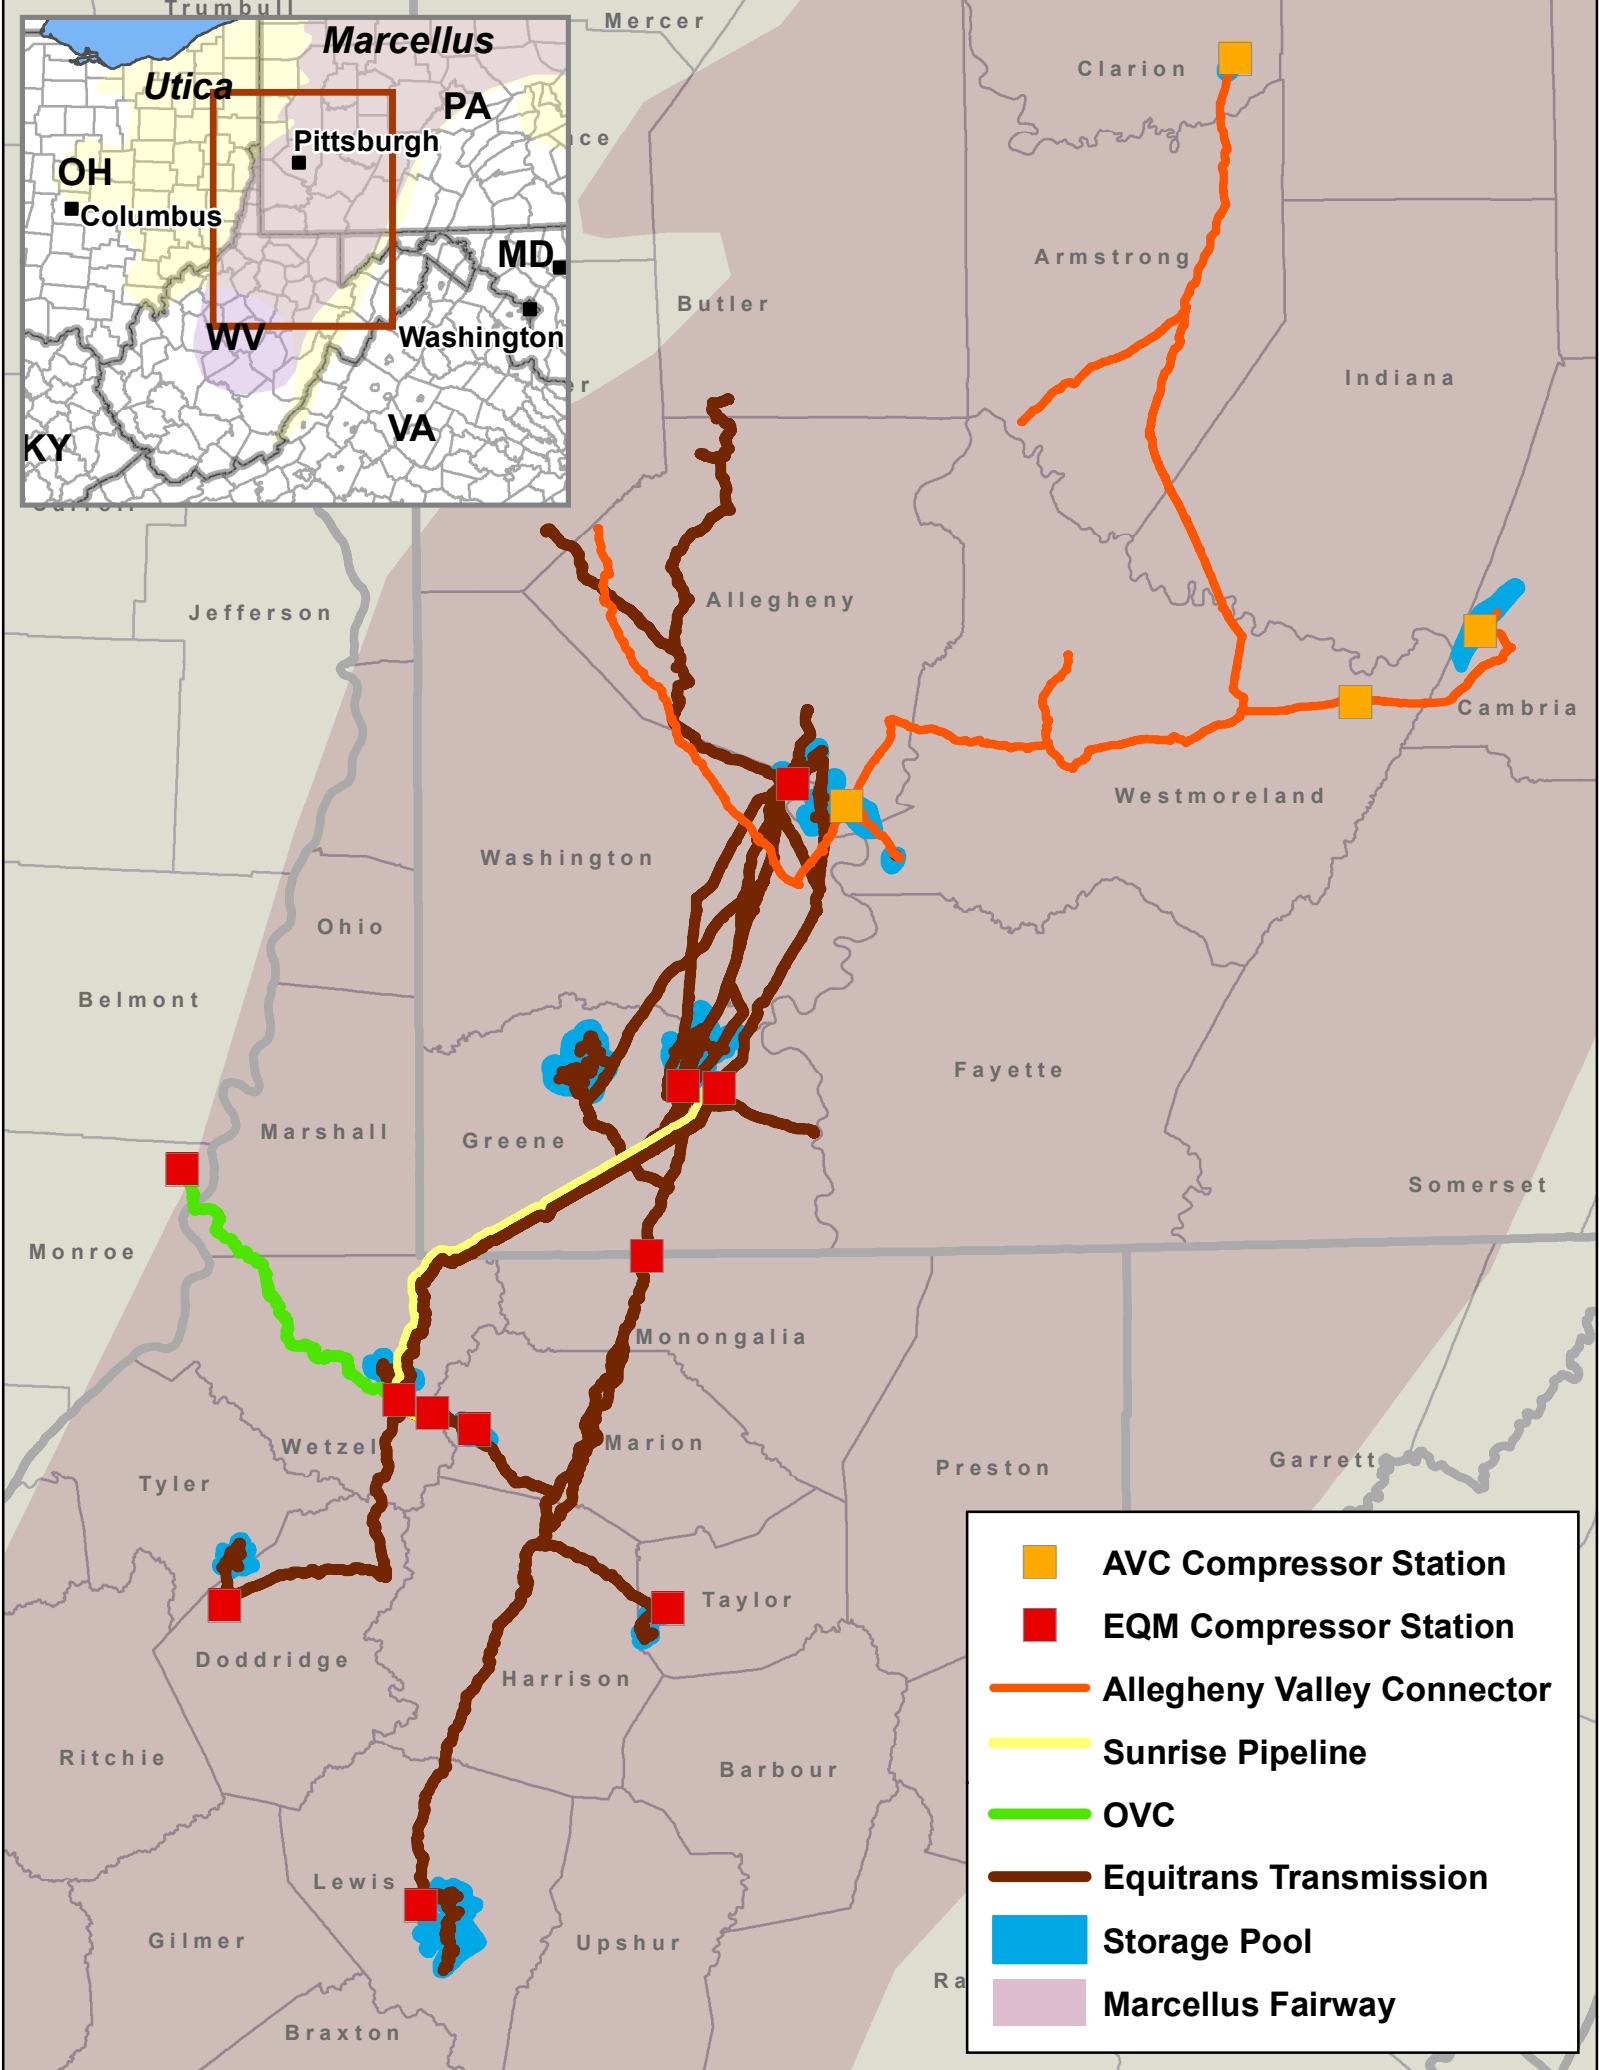 Trumbull
Mercer
Marcellus
Utica
PA
Pittsburgh
OH
Columbus
MD
WV
Washington
VA
KY
Clarion
Armstrong
Butler
Indiana
Jefferson
Allegheny
Cambria
Westmoreland
Washington
Ohio
Belmont
Fayette
Marshall
Greene
Somerset
Monroe
Monongalia
Wetzel
Marion
Preston
Garrett
Tyler
Taylor
Doddridge
Harrison
Ritchie
Barbour
Lewis
Gilmer
Upshur
Ra
Braxton
AVC Compressor Station
EQM Compressor Station
Allegheny Valley Connector
Sunrise Pipeline
OVC
Equitrans Transmission
Storage Pool
Marcellus Fairway